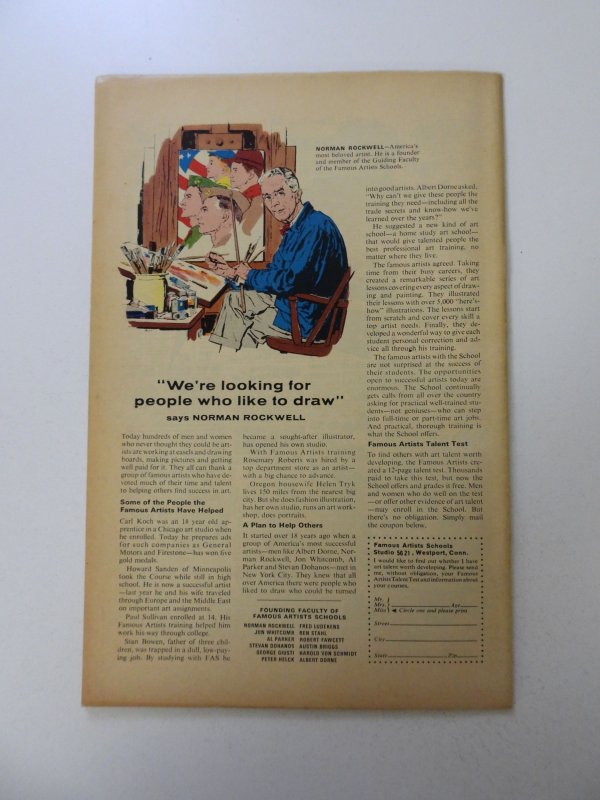 NORMAN ROCKWELL—America's
most beloved artist. He is a founder
and member of the Guiding Faculty
of the Famous Artists Schools.
"We're looking for
people who like to draw"
says NORMAN ROCKWELL
Today hundreds of men and women
who never thought they could be art-
ists are working at easels and drawing
boards, making pictures and getting
well paid for it. They all can thank a
group of famous artists who have de-
voted much of their time and talent
to helping others find success in art.
Some of the People the
Famous Artists Have Helped
Carl Koch was an 18 year old ap-
prentice in a Chicago art studio when
he enrolled. Today he prepares ads
for such companies as General
Motors and Firestone—has won five
gold medals.
Howard Sanden of Minneapolis
took the Course while still in high
school. He is now a successful artist
—last year he and his wife traveled
through Europe and the Middle East
on important art assignments.
Paul Sullivan enrolled at 14. His
Famous Artists training helped him
work his way through college.
Stan Bowen, father of three chil-
dren, was trapped in a dull, low-pay-
ing job. By studying with FAS he
became a sought-after illustrator,
has opened his own studio.
With Famous Artists training
Rosemary Roberts was hired by a
top department store as an artist—
with a big chance to advance.
Oregon housewife Helen Tryk
lives 150 miles from the nearest big
city. But she does fashion illustration,
has her own studio, runs an art work-
shop, does portraits.
A Plan to Help Others
It started over 18 years ago when a
group of America's most successful
artists—men like Albert Dorne, Nor-
man Rockwell, Jon Whitcomb, Al
Parker and Stevan Dohanos—met in
New York City. They knew that all
over America there were people who
liked to draw who could be turned
FOUNDING FACULTY OF
FAMOUS ARTISTS SCHOOLS
NORMAN ROCKWELL FRED LUDEKENS
JON WHITCOMB BEN STAHL
AL PARKER ROBERT FAWCETT
STEVAN DOHANOS AUSTIN BRIGGS
GEORGE GIUSTI HAROLD VON SCHMIDT
PETER HELCK ALBERT DORNE
into good artists. Albert Dorne asked,
"Why can't we give these people the
training they need—including all the
trade secrets and know-how we've
learned over the years?"
He suggested a new kind of art
school—a home study art school—
that would give talented people the
best professional art training, no
matter where they live.
The famous artists agreed. Taking
time from their busy careers, they
created a remarkable series of art
lessons covering every aspect of draw-
ing and painting. They illustrated
their lessons with over 5,000 "here's-
how" illustrations. The lessons start
from scratch and cover every skill a
top artist needs. Finally, they de-
veloped a wonderful way to give each
student personal correction and ad-
vice all through his training.
The famous artists with the School
are not surprised at the success of
their students. The opportunities
open to successful artists today are
enormous. The School continually
gets calls from all over the country
asking for practical well-trained stu-
dents—not geniuses—who can step
into full-time or part-time art jobs.
And practical, thorough training is
what the School offers.
Famous Artists Talent Test
To find others with art talent worth
developing, the Famous Artists cre-
ated a 12-page talent test. Thousands
paid to take this test, but now the
School offers and grades it free. Men
and women who do well on the test
—or offer other evidence of art talent
—may enroll in the School. But
there's no obligation. Simply mail
the coupon below.
Famous Artists Schools
Studio 5621, Westport, Conn.
I would like to find out whether I have
art talent worth developing. Please send
me, without obligation, your Famous
Artists Talent Test and information about
your courses.
Mr.
Mrs. Age
Miss Circle one and please print
Street
City
State Zip